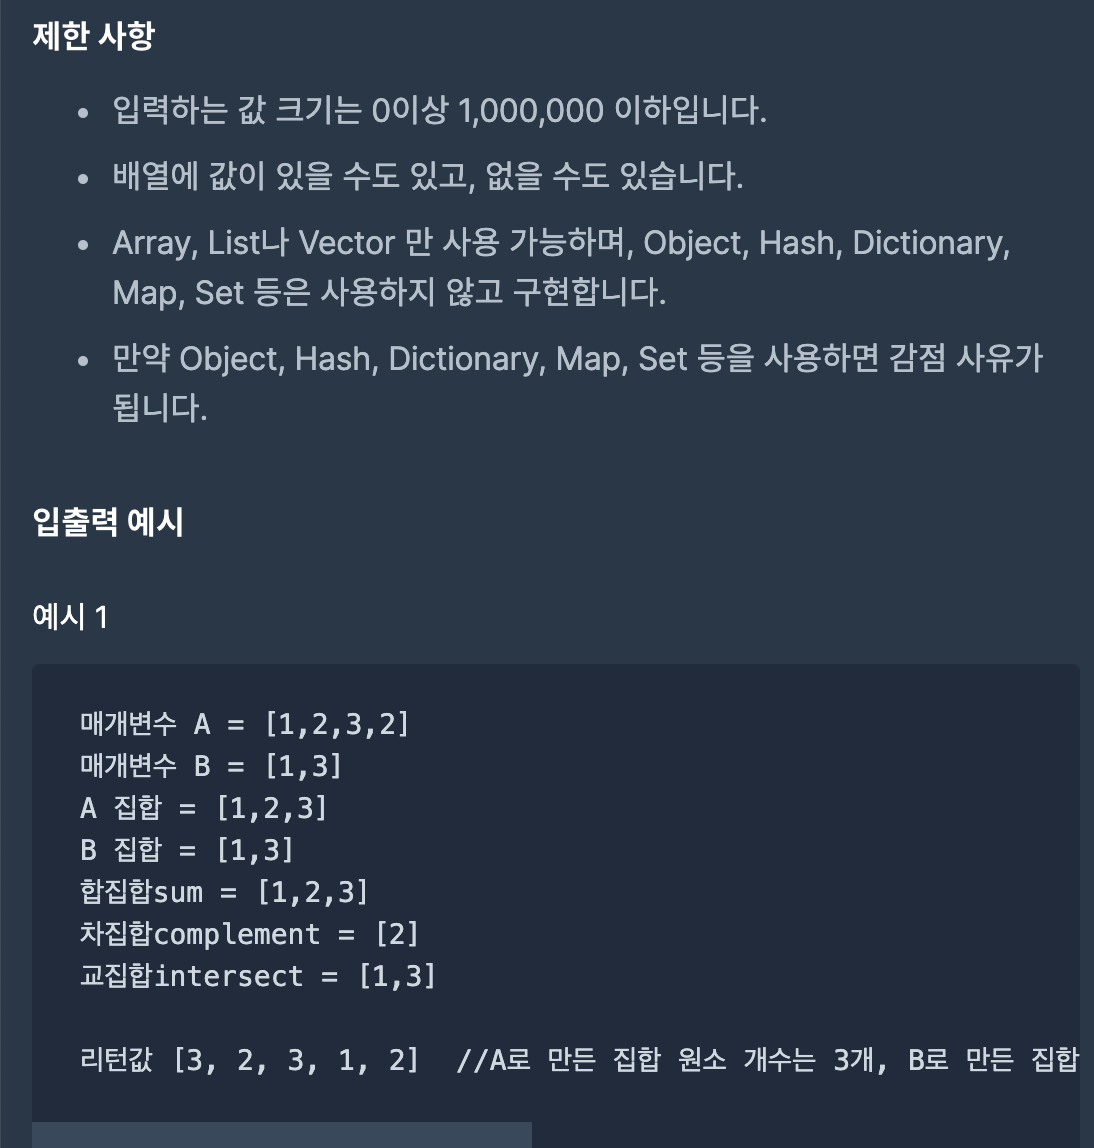 제한 사항
• 입력하는 값 크기는 0이상 1,000,000 이하입니다.
• 배열에 값이 있을 수도 있고, 없을 수도 있습니다.
• Array, List나 Vector 만 사용 가능하며, Object, Hash, Dictionary,
Map, Set 등은 사용하지 않고 구현합니다.
• 만약 Object, Hash, Dictionary, Map, Set 등을 사용하면 감점 사유가
됩니다.
입출력 예시
예시 1
매개변수 A = [1,2,3,2]
매개변수 B = [1,3]
A 집합 = [1,2,3]
B 집합 = [1,3]
합집합sum = [1,2,3]
차집합complement = [2]
교집합intersect = [1,3]
리턴값 [3, 2, 3, 1, 2]  //A로 만든 집합 원소 개수는 3개, B로 만든 집합